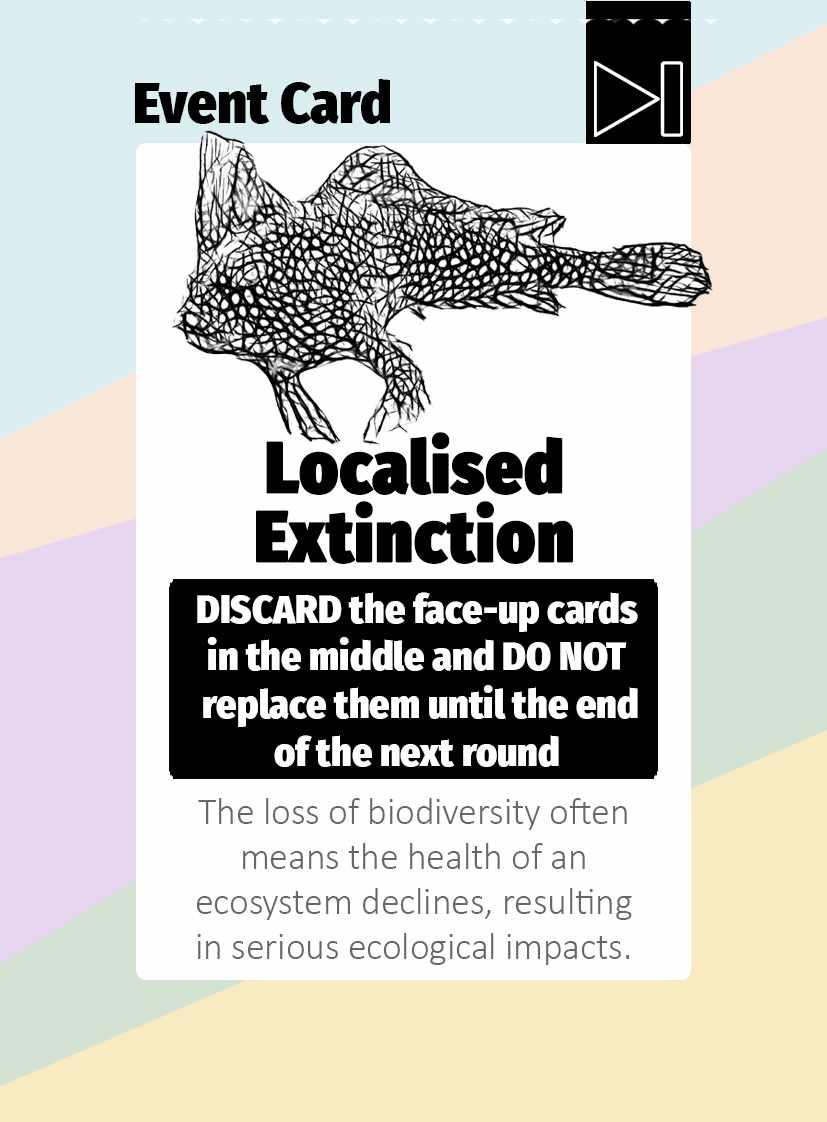 Event Card
Localised
Extinction
DISCARD the face-up cards
in the middle and DO NOT
replace them until the end
of the next round
The loss of biodiversity often
means the health of an
ecosystem declines, resulting
in serious ecological impacts.